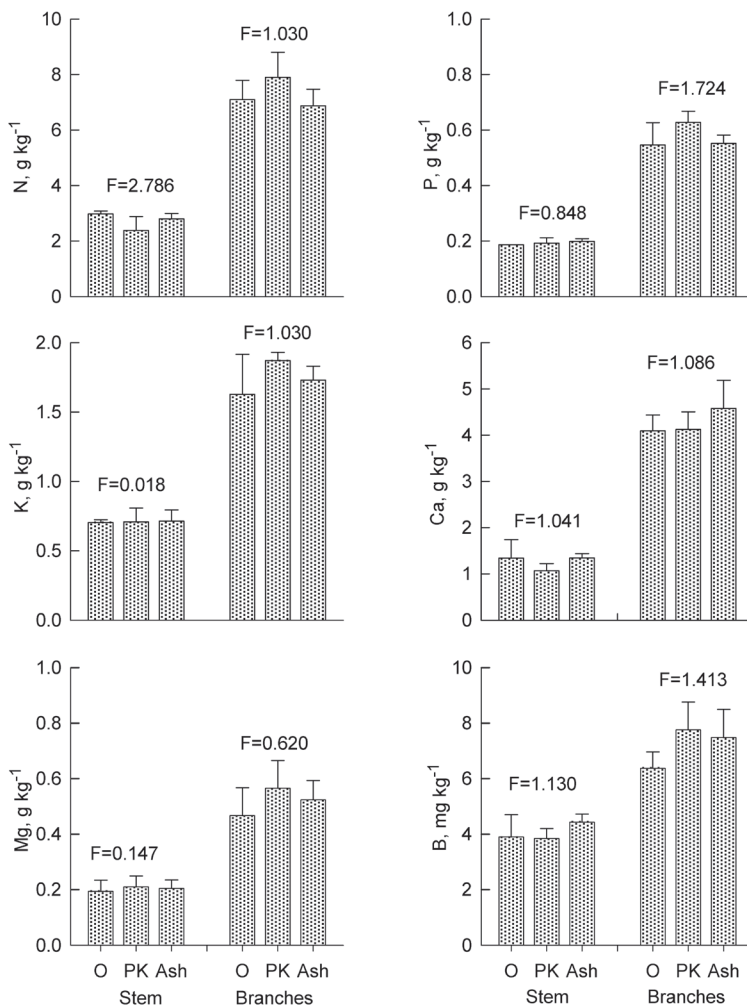 N, g kg⁻¹
10
8
6
4
2
0
F=2.786
F=1.030
P, g kg⁻¹
1.0
0.8
0.6
0.4
0.2
0.0
F=0.848
F=1.724
K, g kg⁻¹
2.0
1.5
1.0
0.5
0.0
F=0.018
F=1.030
Ca, g kg⁻¹
6
5
4
3
2
1
0
F=1.041
F=1.086
Mg, g kg⁻¹
1.0
0.8
0.6
0.4
0.2
0.0
F=0.147
F=0.620
O PK Ash O PK Ash
Stem Branches
B, mg kg⁻¹
10
8
6
4
2
0
F=1.130
F=1.413
O PK Ash O PK Ash
Stem Branches